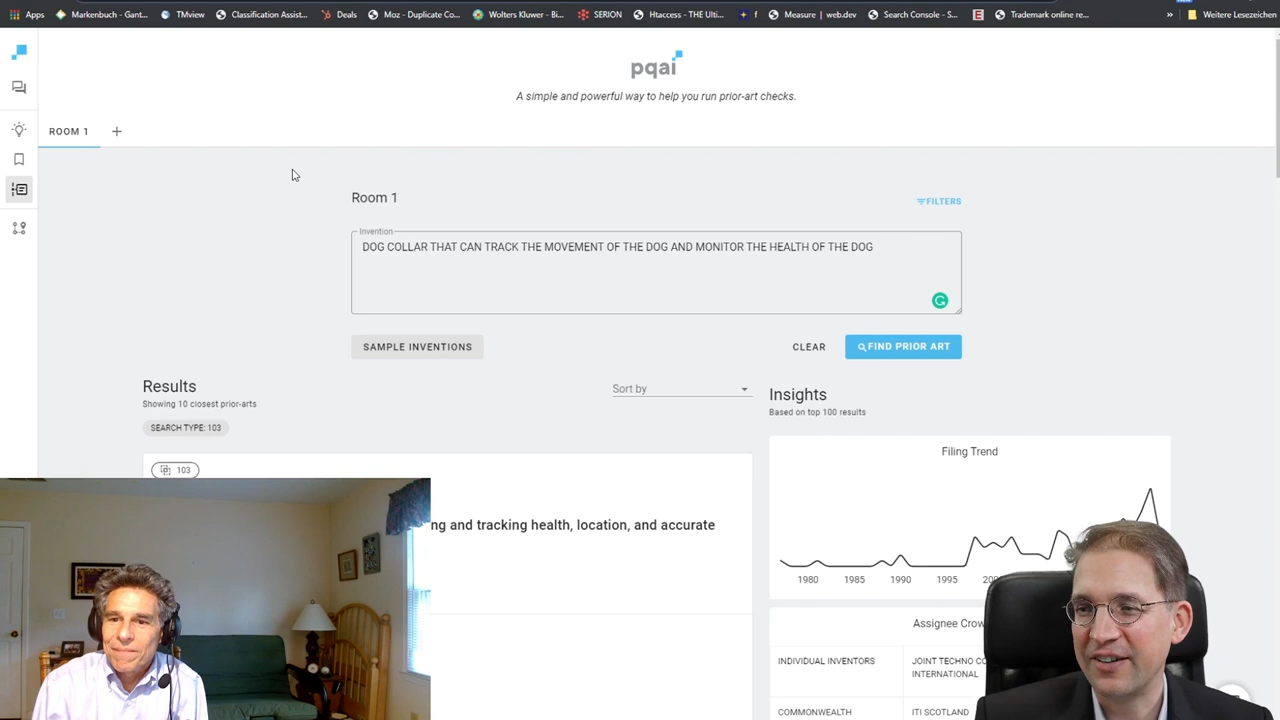 Apps
Markenbuch - Gant...
TMview
Classification Assist...
Deals
Moz - Duplicate Co...
Wolters Kluwer - Bi...
SERION
Htaccess - THE Ulti...
f
Measure | web.dev
Search Console - S...
Trademark online re...
»
Weitere Lesezeichen
pqai
A simple and powerful way to help you run prior-art checks.
ROOM 1
Room 1
FILTERS
Invention
DOG COLLAR THAT CAN TRACK THE MOVEMENT OF THE DOG AND MONITOR THE HEALTH OF THE DOG
SAMPLE INVENTIONS
CLEAR
FIND PRIOR ART
Results
Showing 10 closest prior-arts
Sort by
SEARCH TYPE: 103
103
ng and tracking health, location, and accurate
Insights
Based on top 100 results
Filing Trend
1980 1985 1990 1995
Assignee
INDIVIDUAL INVENTORS
JOINT TECHNO
INTERNATIONAL
COMMONWEALTH
ITI SCOTLAND